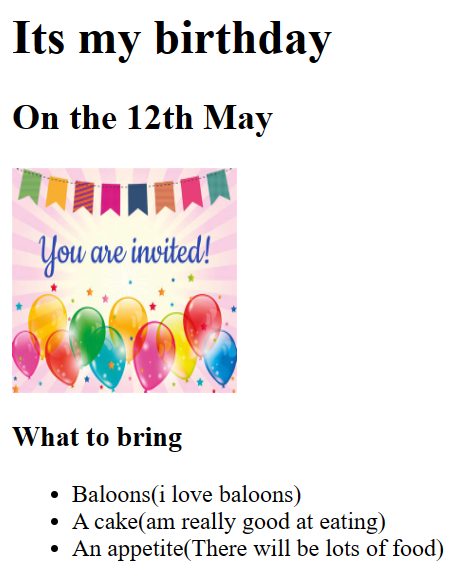 Its my birthday
On the 12th May
You are invited!
What to bring
Baloons(i love baloons)
A cake(am really good at eating)
An appetite(There will be lots of food)